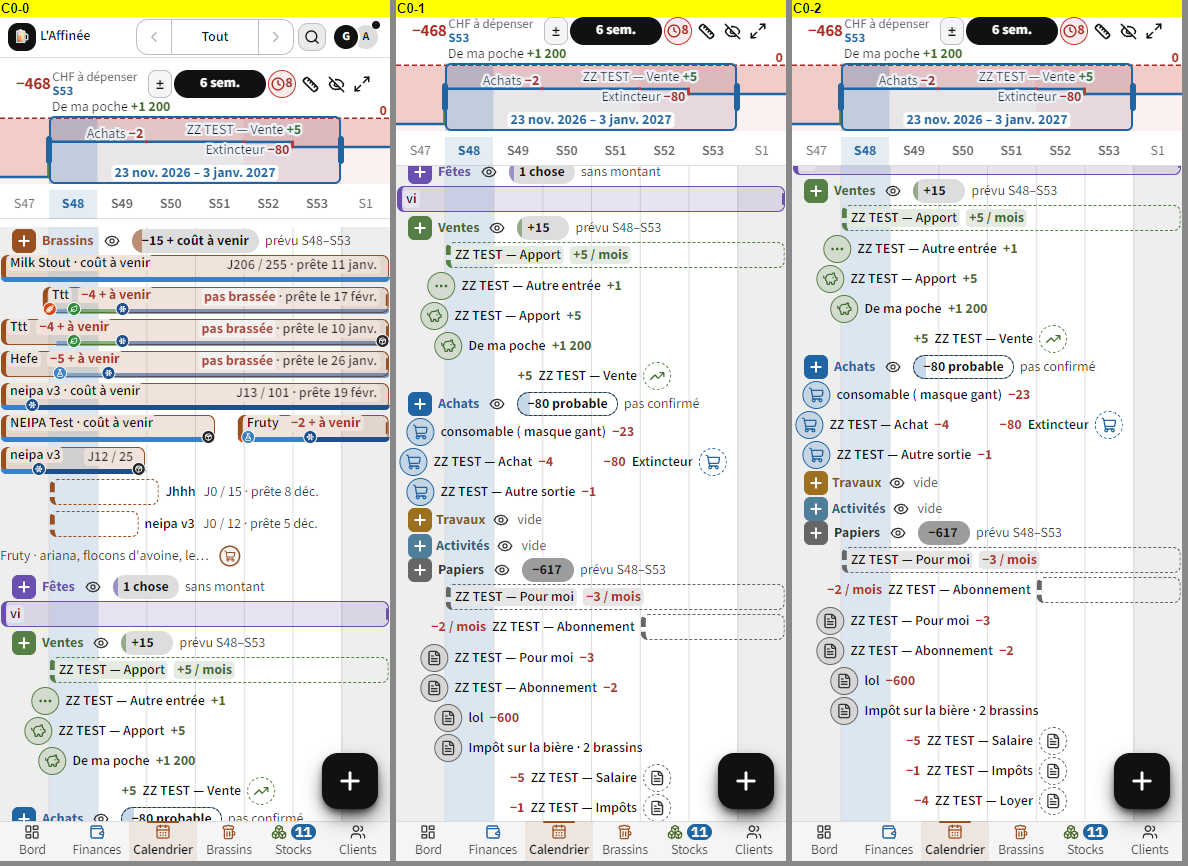 C0-0
L'Affinée
Tout
G
A
−468 CHF à dépenser S53
± 6 sem. 8
De ma poche +1 200
0
Achats −2
ZZ TEST — Vente +5
Extincteur −80
23 nov. 2026 – 3 janv. 2027
S47 S48 S49 S50 S51 S52 S53 S1
Brassins −15 + coût à venir prévu S48–S53
Milk Stout · coût à venir J206 / 255 · prête 11 janv.
Ttt −4 + à venir pas brassée · prête le 17 févr.
Ttt −4 + à venir pas brassée · prête le 10 janv.
Hefe −5 + à venir pas brassée · prête le 26 janv.
neipa v3 · coût à venir J13 / 101 · prête 19 févr.
NEIPA Test · coût à venir Fruty −2 + à venir
neipa v3 J12 / 25
Jhhh J0 / 15 · prête 8 déc.
neipa v3 J0 / 12 · prête 5 déc.
Fruty · ariana, flocons d'avoine, le…
Fêtes 1 chose sans montant
vi
Ventes +15 prévu S48–S53
ZZ TEST — Apport +5 / mois
ZZ TEST — Autre entrée +1
ZZ TEST — Apport +5
De ma poche +1 200
+5 ZZ TEST — Vente
Achats −80 probable pas confirmé
Bord Finances Calendrier Brassins Stocks 11 Clients
C0-1
−468 CHF à dépenser S53
± 6 sem. 8
De ma poche +1 200
0
Achats −2
ZZ TEST — Vente +5
Extincteur −80
23 nov. 2026 – 3 janv. 2027
S47 S48 S49 S50 S51 S52 S53 S1
Fêtes 1 chose sans montant
vi
Ventes +15 prévu S48–S53
ZZ TEST — Apport +5 / mois
ZZ TEST — Autre entrée +1
ZZ TEST — Apport +5
De ma poche +1 200
+5 ZZ TEST — Vente
Achats −80 probable pas confirmé
consomable ( masque gant) −23
ZZ TEST — Achat −4 −80 Extincteur
ZZ TEST — Autre sortie −1
Travaux vide
Activités vide
Papiers −617 prévu S48–S53
ZZ TEST — Pour moi −3 / mois
−2 / mois ZZ TEST — Abonnement
ZZ TEST — Pour moi −3
ZZ TEST — Abonnement −2
lol −600
Impôt sur la bière · 2 brassins
−5 ZZ TEST — Salaire
−1 ZZ TEST — Impôts
Bord Finances Calendrier Brassins Stocks 11 Clients
C0-2
−468 CHF à dépenser S53
± 6 sem. 8
De ma poche +1 200
0
Achats −2
ZZ TEST — Vente +5
Extincteur −80
23 nov. 2026 – 3 janv. 2027
S47 S48 S49 S50 S51 S52 S53 S1
Ventes +15 prévu S48–S53
ZZ TEST — Apport +5 / mois
ZZ TEST — Autre entrée +1
ZZ TEST — Apport +5
De ma poche +1 200
+5 ZZ TEST — Vente
Achats −80 probable pas confirmé
consomable ( masque gant) −23
ZZ TEST — Achat −4 −80 Extincteur
ZZ TEST — Autre sortie −1
Travaux vide
Activités vide
Papiers −617 prévu S48–S53
ZZ TEST — Pour moi −3 / mois
−2 / mois ZZ TEST — Abonnement
ZZ TEST — Pour moi −3
ZZ TEST — Abonnement −2
lol −600
Impôt sur la bière · 2 brassins
−5 ZZ TEST — Salaire
−1 ZZ TEST — Impôts
−4 ZZ TEST — Loyer
Bord Finances Calendrier Brassins Stocks 11 Clients